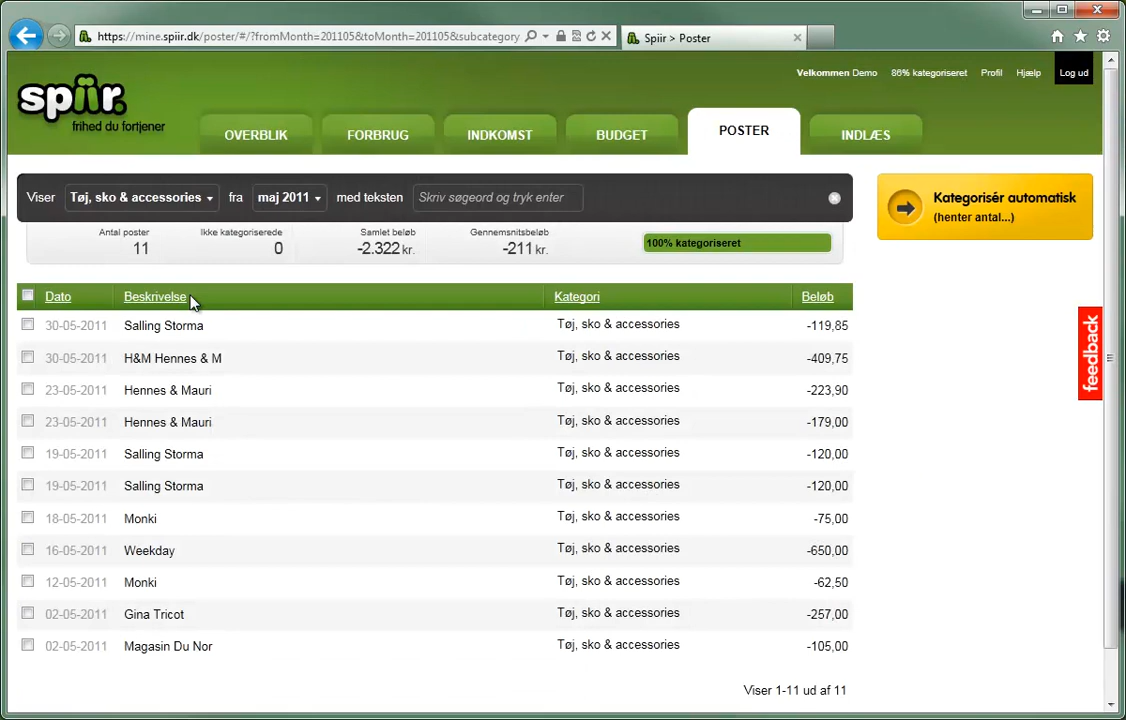 https://mine.spiir.dk/poster/#/?fromMonth=201105&toMonth=201105&subcategory
Spiir > Poster
Velkommen Demo 86% kategoriseret Profil Hjælp Log ud
spiir.
frihed du fortjener
OVERBLIK FORBRUG INDKOMST BUDGET POSTER INDLÆS
Viser Tøj, sko & accessories fra maj 2011 med teksten Skriv søgeord og tryk enter
Kategorisér automatisk
(henter antal...)
Antal poster Ikke kategoriserede Samlet beløb Gennemsnitsbeløb
11 0 -2.322 kr. -211 kr. 100% kategoriseret
Dato Beskrivelse Kategori Beløb
30-05-2011 Salling Storma Tøj, sko & accessories -119,85
30-05-2011 H&M Hennes & M Tøj, sko & accessories -409,75
23-05-2011 Hennes & Mauri Tøj, sko & accessories -223,90
23-05-2011 Hennes & Mauri Tøj, sko & accessories -179,00
19-05-2011 Salling Storma Tøj, sko & accessories -120,00
19-05-2011 Salling Storma Tøj, sko & accessories -120,00
18-05-2011 Monki Tøj, sko & accessories -75,00
16-05-2011 Weekday Tøj, sko & accessories -650,00
12-05-2011 Monki Tøj, sko & accessories -62,50
02-05-2011 Gina Tricot Tøj, sko & accessories -257,00
02-05-2011 Magasin Du Nor Tøj, sko & accessories -105,00
Viser 1-11 ud af 11
feedback